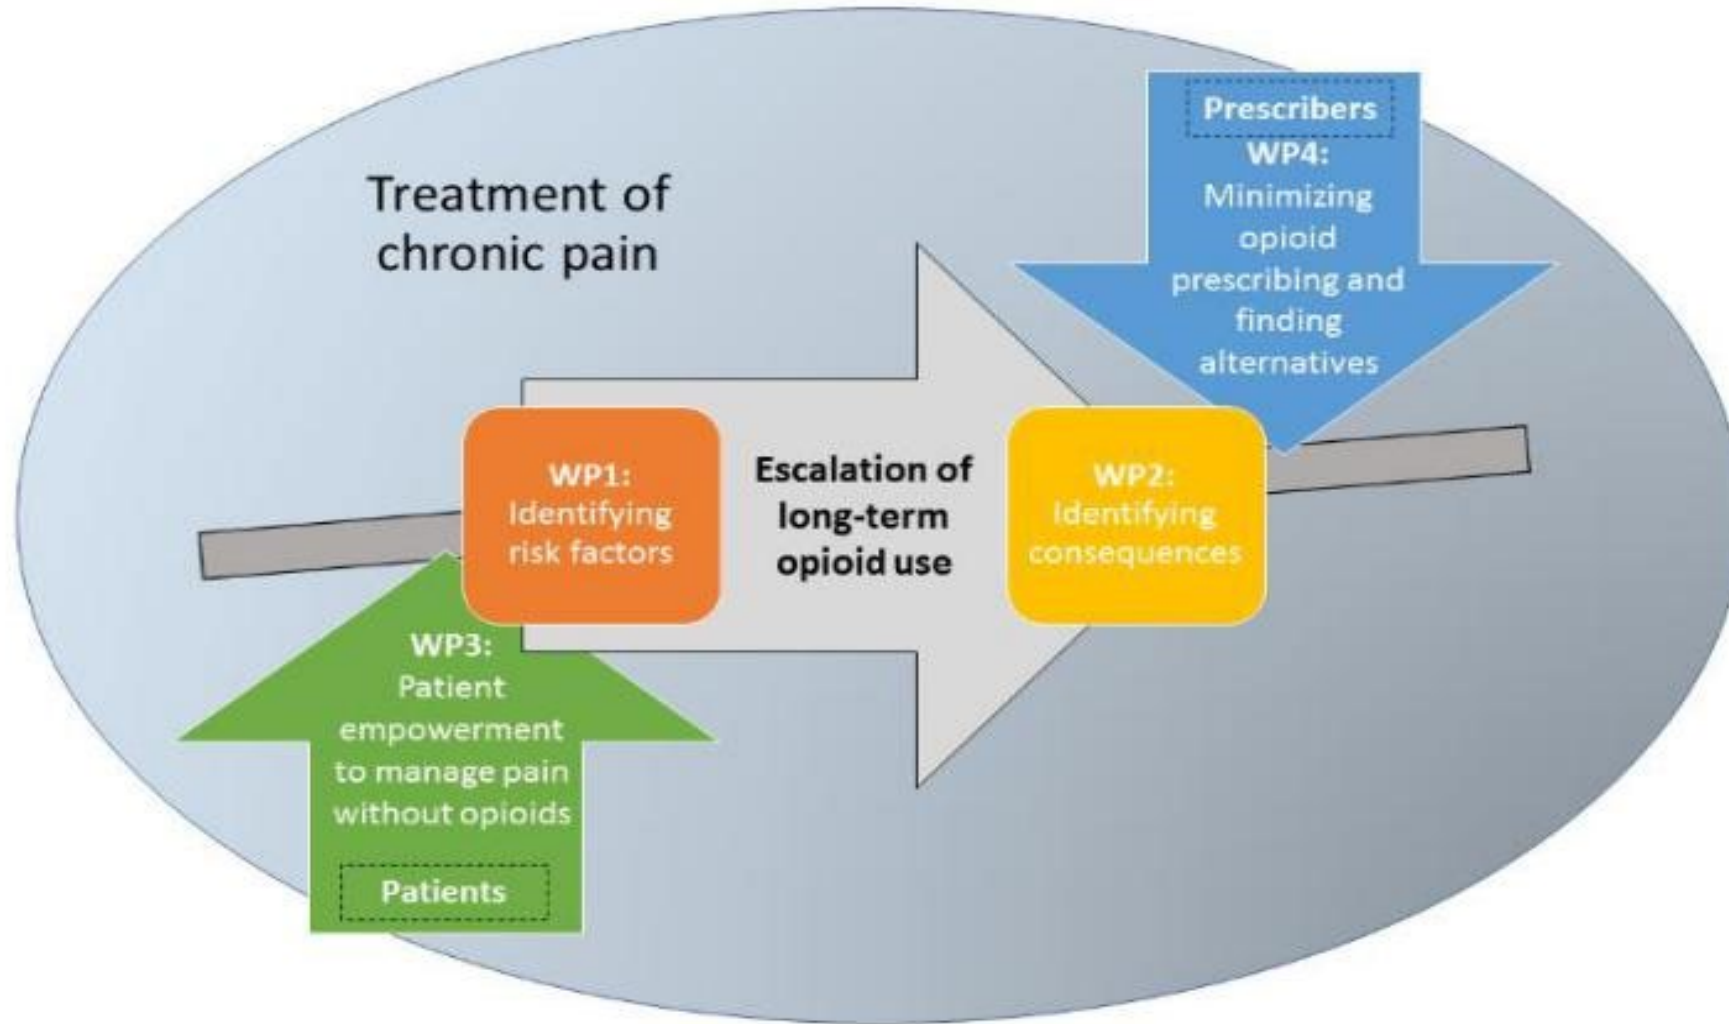 Treatment of
chronic pain
Prescribers
WP4:
Minimizing
opioid
prescribing and
finding
alternatives
WP1:
Identifying
risk factors
Escalation of
long-term
opioid use
WP2:
Identifying
consequences
WP3:
Patient
empowerment
to manage pain
without opioids
Patients